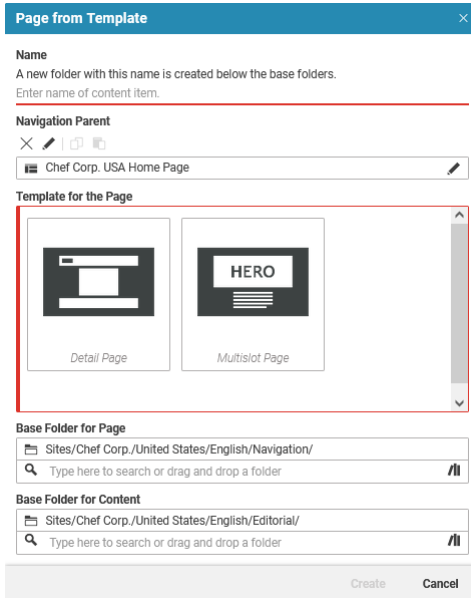 Page from Template
Name
A new folder with this name is created below the base folders.
Enter name of content item.
Navigation Parent
Chef Corp. USA Home Page
Template for the Page
HERO
Detail Page
Multislot Page
Base Folder for Page
Sites/Chef Corp./United States/English/Navigation/
Type here to search or drag and drop a folder
Base Folder for Content
Sites/Chef Corp./United States/English/Editorial/
Type here to search or drag and drop a folder
Create
Cancel